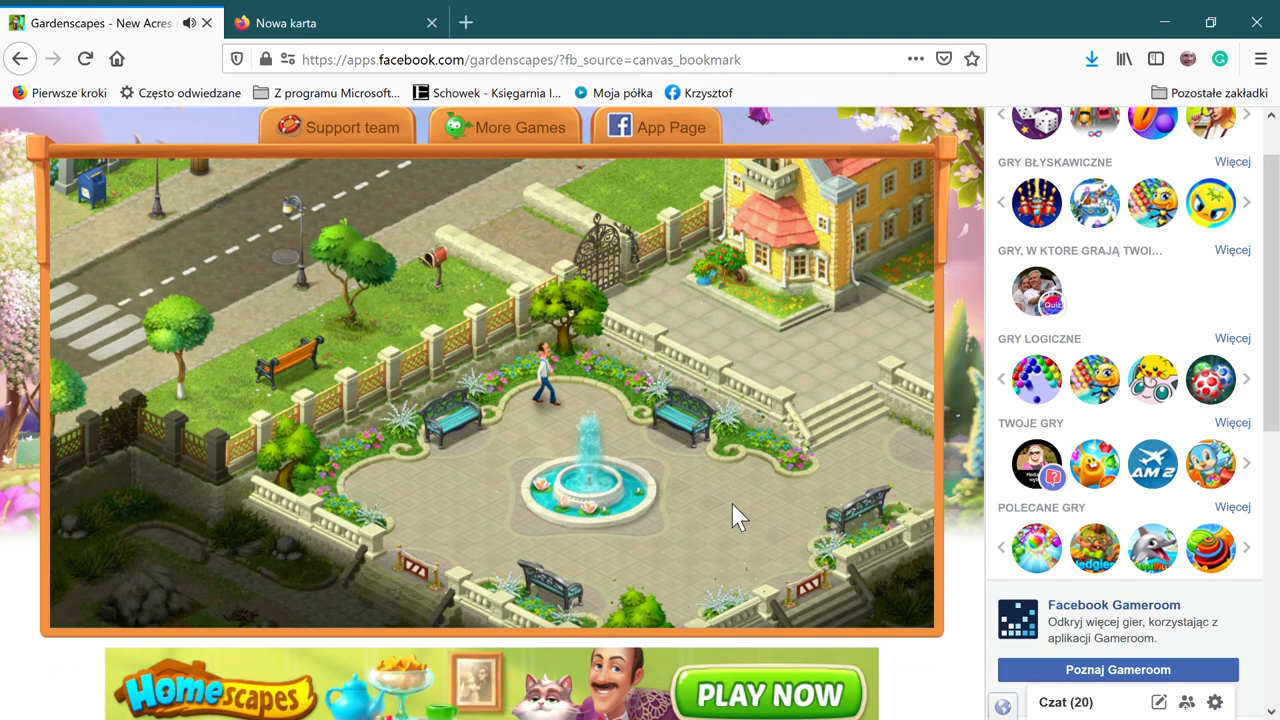 Gardenscapes - New Acres
Nowa karta
https://apps.facebook.com/gardenscapes/?fb_source=canvas_bookmark
Pierwsze kroki
Często odwiedzane
Z programu Microsoft...
Schowek - Księgarnia I...
Moja półka
Krzysztof
Pozostałe zakładki
Support team
More Games
App Page
GRY BŁYSKAWICZNE
Więcej
GRY, W KTÓRE GRAJĄ TWOI...
Więcej
Quiz
GRY LOGICZNE
Więcej
TWOJE GRY
Więcej
AM 2
POLECANE GRY
Więcej
Facebook Gameroom
Odkryj więcej gier, korzystając z
aplikacji Gameroom.
Poznaj Gameroom
Czat (20)
Homescapes
PLAY NOW